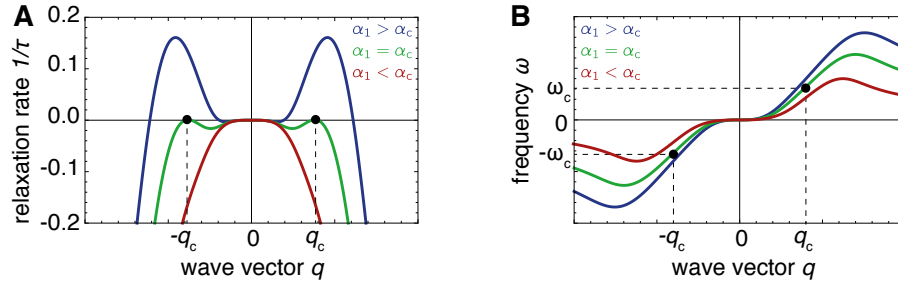 A
relaxation rate 1/τ
0.2
0.1
0.0
-0.1
-0.2
α₁ > αc
α₁ = αc
α₁ < αc
-qc
0
qc
wave vector q
B
frequency ω
ωc
0
-ωc
α₁ > αc
α₁ = αc
α₁ < αc
-qc
0
qc
wave vector q